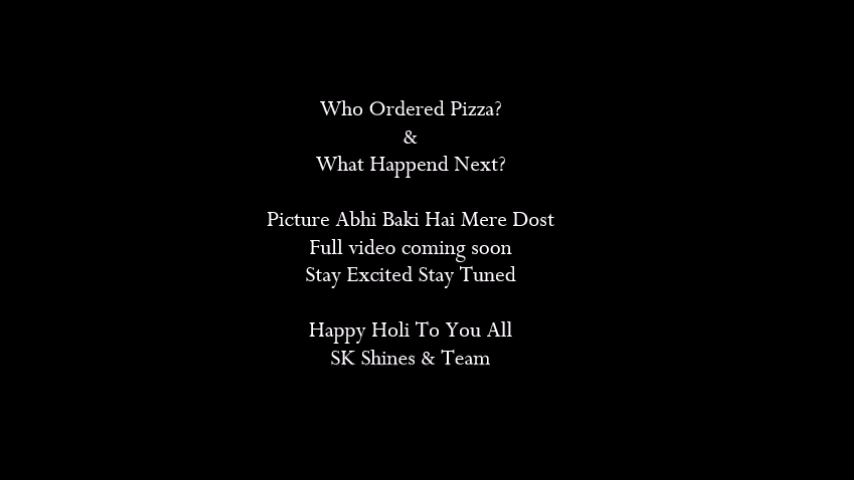 Who Ordered Pizza?
&
What Happend Next?
Picture Abhi Baki Hai Mere Dost
Full video coming soon
Stay Excited Stay Tuned
Happy Holi To You All
SK Shines & Team